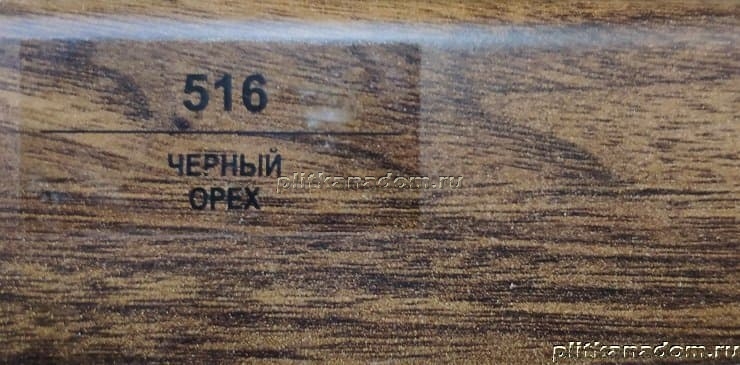 516
ЧЕРНЫЙ
ОРЕХ
plitkanadom.ru
plitkanadom.ru